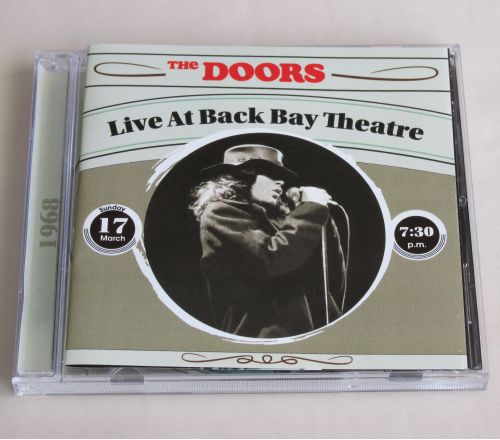 THE DOORS
Live At Back Bay Theatre
Sunday
17
March
7:30
p.m.
1968